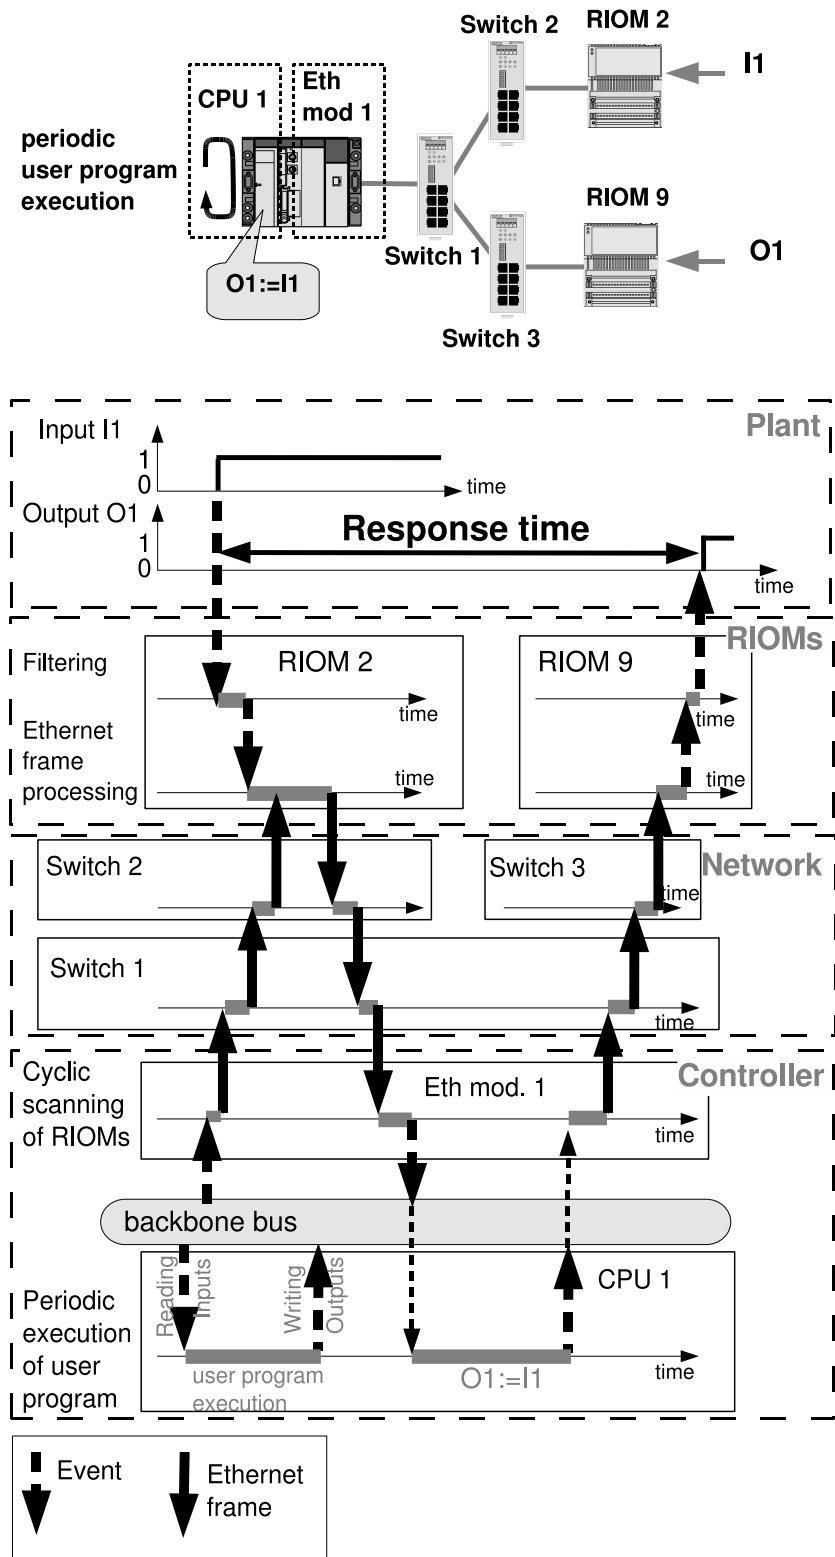 Switch 2
RIOM 2
CPU 1
Eth
mod 1
I1
periodic
user program
execution
RIOM 9
Switch 1
O1
O1:=I1
Switch 3
Plant
Input I1
1
0
time
Output O1
Response time
1
0
time
RIOMs
Filtering
RIOM 2
RIOM 9
time
time
Ethernet
frame
processing
time
time
Network
Switch 2
Switch 3
time
Switch 1
time
Controller
Cyclic
scanning
of RIOMs
Eth mod. 1
time
backbone bus
Reading
Inputs
Writing
Outputs
CPU 1
Periodic
execution
of user
program
time
user program
execution
O1:=I1
Event
Ethernet
frame